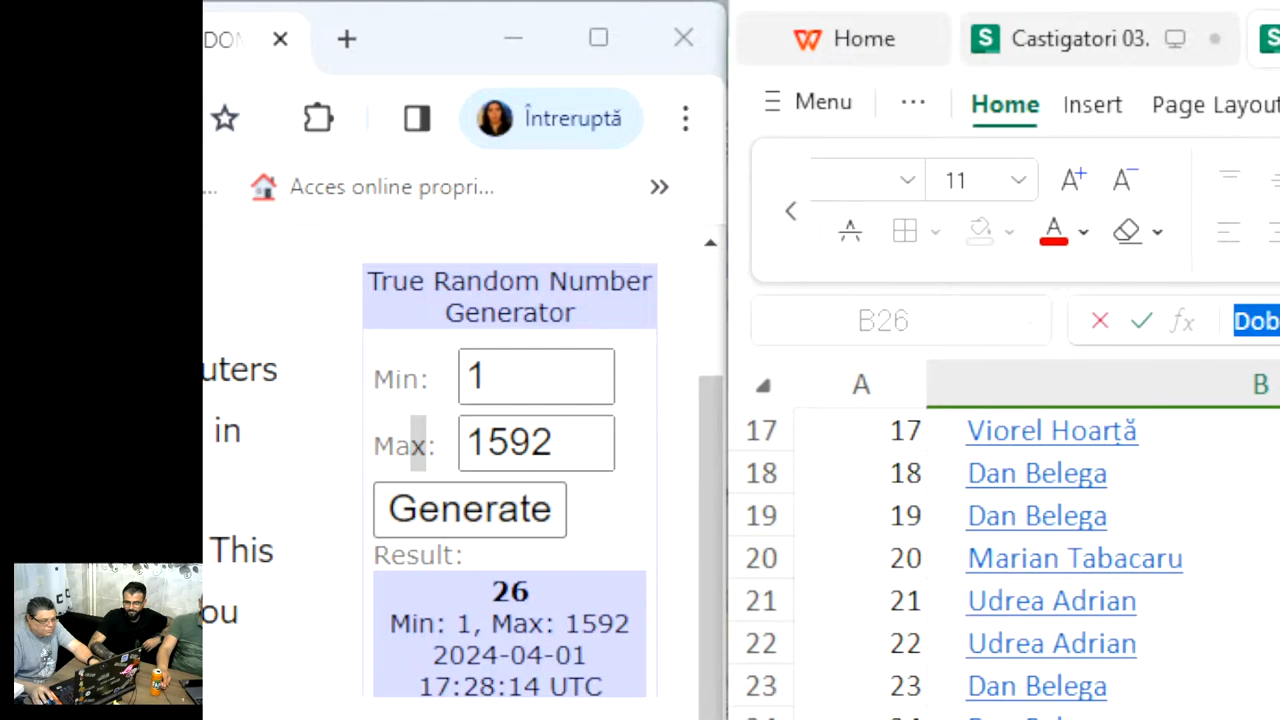 Întreruptă
Acces online propri...
uters
in
This
ou
True Random Number
Generator
Min: 1
Max: 1592
Generate
Result:
26
Min: 1, Max: 1592
2024-04-01
17:28:14 UTC
Home
Castigatori 03.
Menu
Home Insert Page Layout
11
B26
fx
Dob
A B
17 17 Viorel Hoarță
18 18 Dan Belega
19 19 Dan Belega
20 20 Marian Tabacaru
21 21 Udrea Adrian
22 22 Udrea Adrian
23 23 Dan Belega